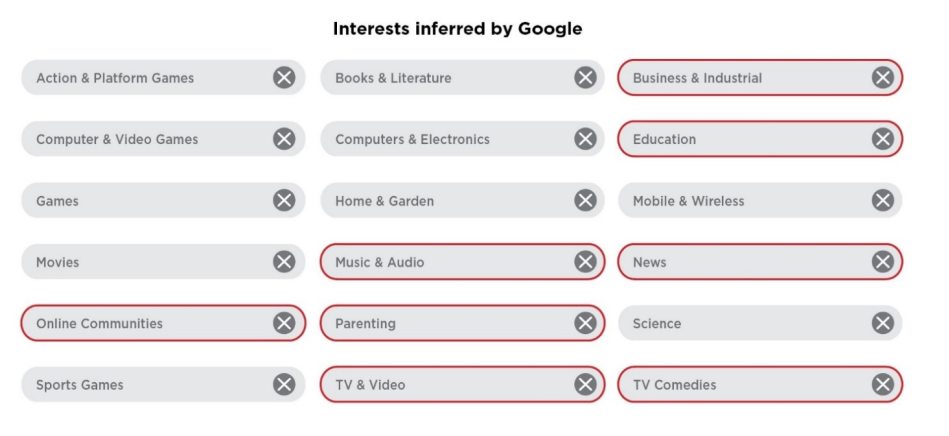 Interests inferred by Google
Action & Platform Games
Books & Literature
Business & Industrial
Computer & Video Games
Computers & Electronics
Education
Games
Home & Garden
Mobile & Wireless
Movies
Music & Audio
News
Online Communities
Parenting
Science
Sports Games
TV & Video
TV Comedies